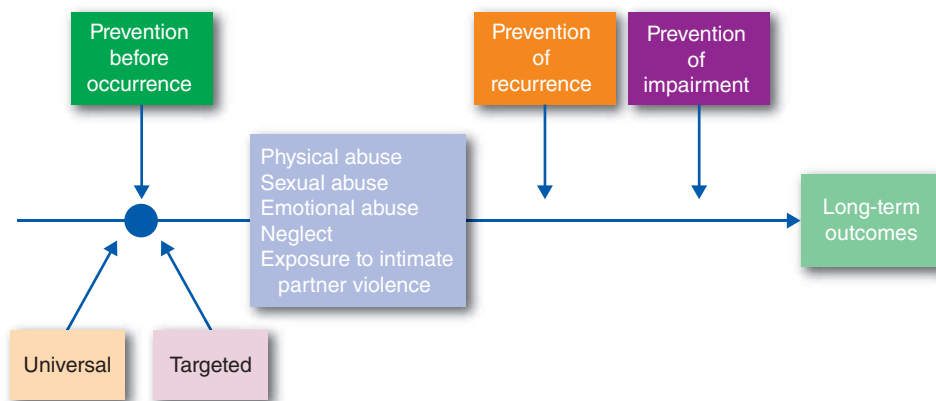 Prevention
before
occurrence
Prevention
of
recurrence
Prevention
of
impairment
Physical abuse
Sexual abuse
Emotional abuse
Neglect
Exposure to intimate
partner violence
Long-term
outcomes
Universal
Targeted